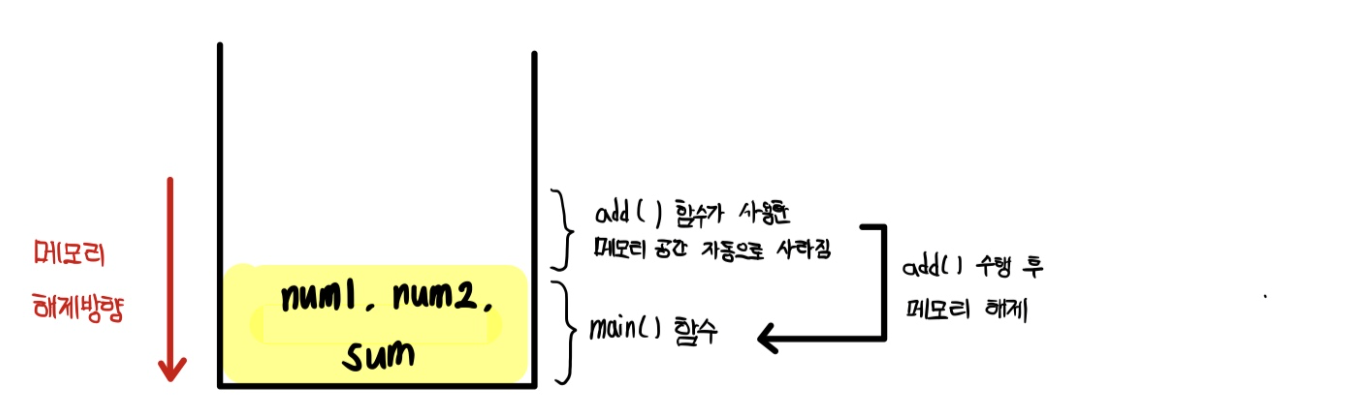 메모리
해제방향
num1, num2,
sum
add() 함수가 사용한
메모리 공간 자동으로 사라짐
main() 함수
add() 수행 후
메모리 해제